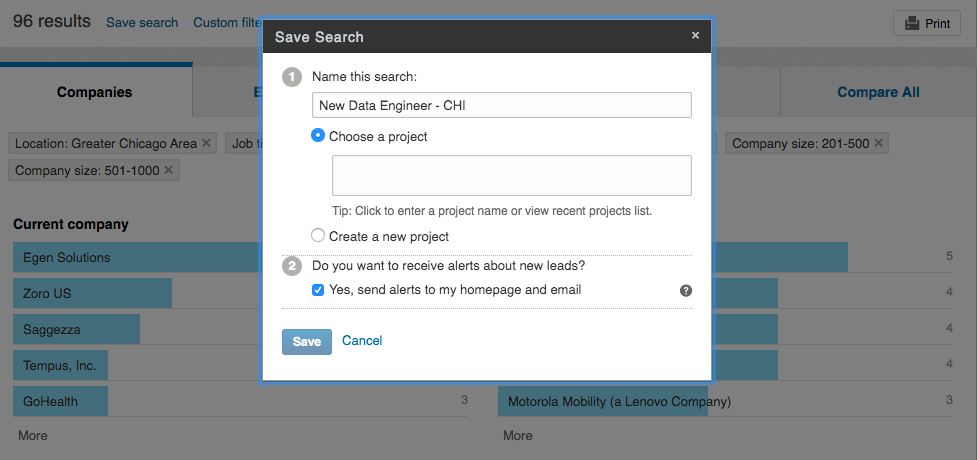 96 results Save search Custom filte
Print
Save Search ×
Companies
E
Compare All
1 Name this search:
New Data Engineer - CHI
Choose a project
Location: Greater Chicago Area ×
Company size: 201-500 ×
Company size: 501-1000 ×
Tip: Click to enter a project name or view recent projects list.
Create a new project
2 Do you want to receive alerts about new leads?
Yes, send alerts to my homepage and email ?
Save Cancel
Current company
Egen Solutions
Zoro US
Saggezza
Tempus, Inc.
GoHealth 3
More
5
4
4
4
Motorola Mobility (a Lenovo Company) 3
More